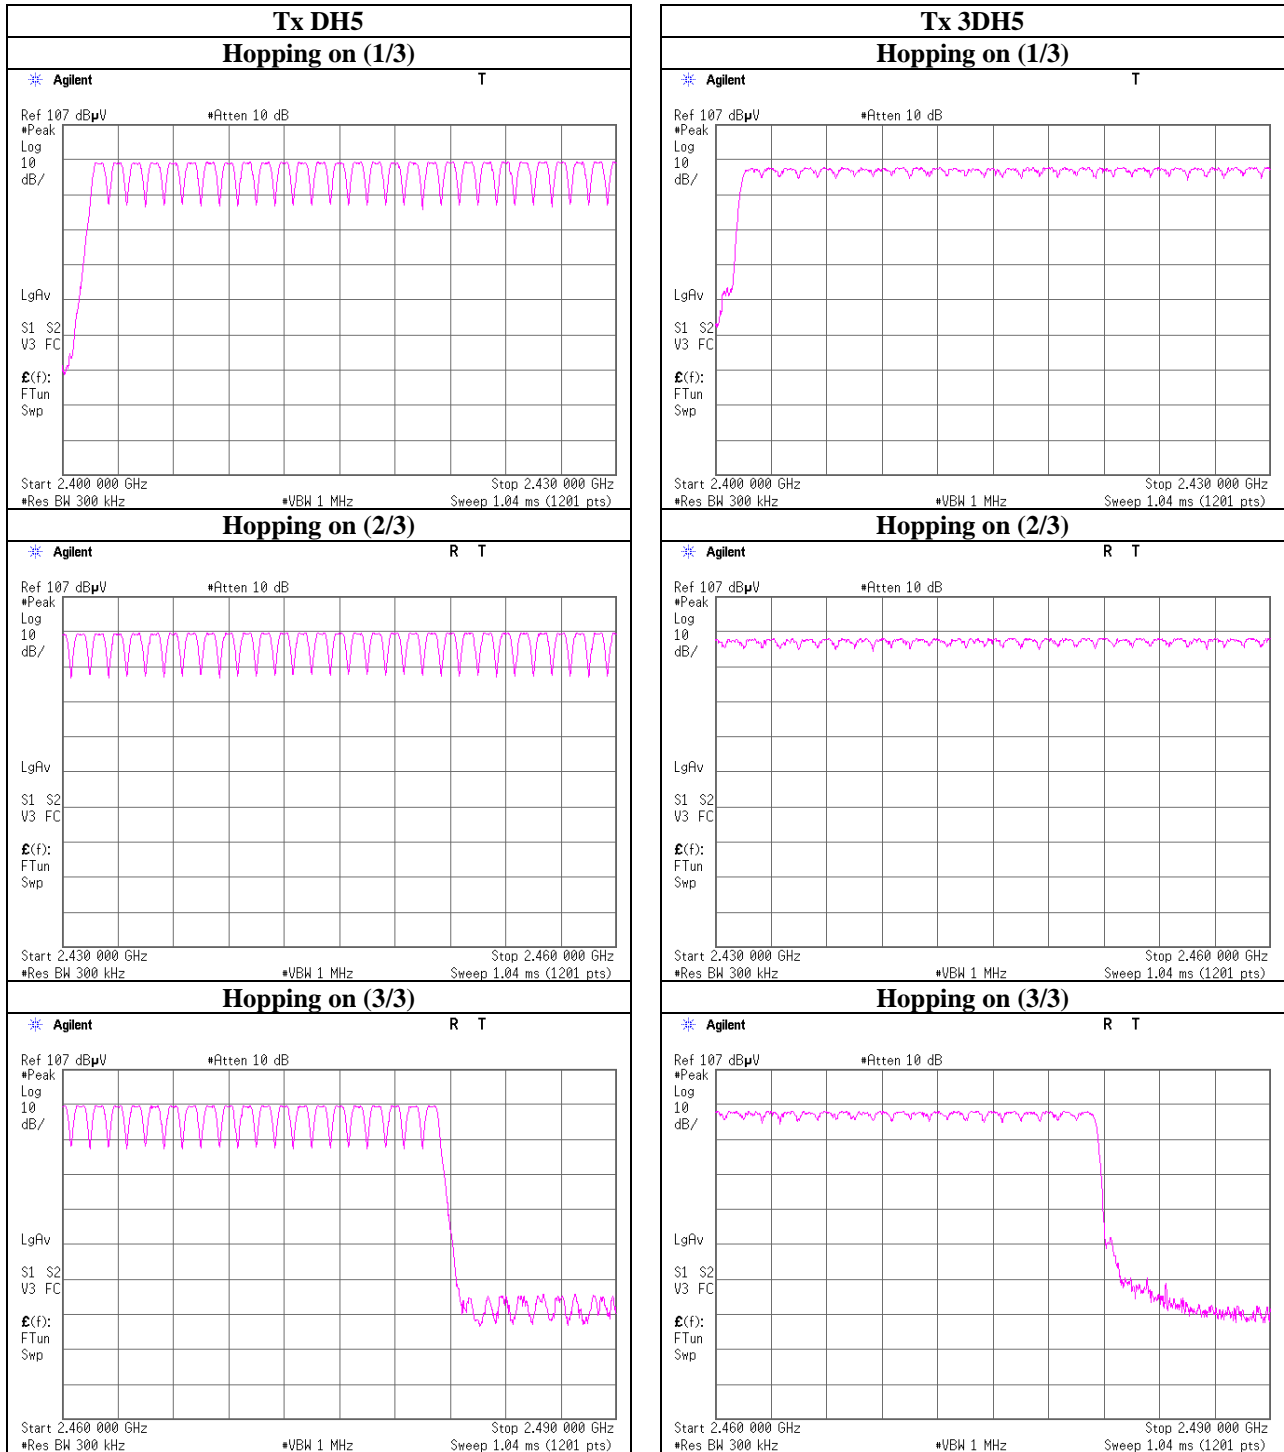 Tx DH5
Hopping on (1/3)
Agilent T
Ref 107 dBµV #Atten 10 dB
#Peak
Log
10
dB/
LgAv
S1 S2
V3 FC
£(f):
FTun
Swp
Start 2.400 000 GHz Stop 2.430 000 GHz
#Res BW 300 kHz #VBW 1 MHz Sweep 1.04 ms (1201 pts)
Hopping on (2/3)
Agilent R T
Ref 107 dBµV #Atten 10 dB
#Peak
Log
10
dB/
LgAv
S1 S2
V3 FC
£(f):
FTun
Swp
Start 2.430 000 GHz Stop 2.460 000 GHz
#Res BW 300 kHz #VBW 1 MHz Sweep 1.04 ms (1201 pts)
Hopping on (3/3)
Agilent R T
Ref 107 dBµV #Atten 10 dB
#Peak
Log
10
dB/
LgAv
S1 S2
V3 FC
£(f):
FTun
Swp
Start 2.460 000 GHz Stop 2.490 000 GHz
#Res BW 300 kHz #VBW 1 MHz Sweep 1.04 ms (1201 pts)
Tx 3DH5
Hopping on (1/3)
Agilent T
Ref 107 dBµV #Atten 10 dB
#Peak
Log
10
dB/
LgAv
S1 S2
V3 FC
£(f):
FTun
Swp
Start 2.400 000 GHz Stop 2.430 000 GHz
#Res BW 300 kHz #VBW 1 MHz Sweep 1.04 ms (1201 pts)
Hopping on (2/3)
Agilent R T
Ref 107 dBµV #Atten 10 dB
#Peak
Log
10
dB/
LgAv
S1 S2
V3 FC
£(f):
FTun
Swp
Start 2.430 000 GHz Stop 2.460 000 GHz
#Res BW 300 kHz #VBW 1 MHz Sweep 1.04 ms (1201 pts)
Hopping on (3/3)
Agilent R T
Ref 107 dBµV #Atten 10 dB
#Peak
Log
10
dB/
LgAv
S1 S2
V3 FC
£(f):
FTun
Swp
Start 2.460 000 GHz Stop 2.490 000 GHz
#Res BW 300 kHz #VBW 1 MHz Sweep 1.04 ms (1201 pts)